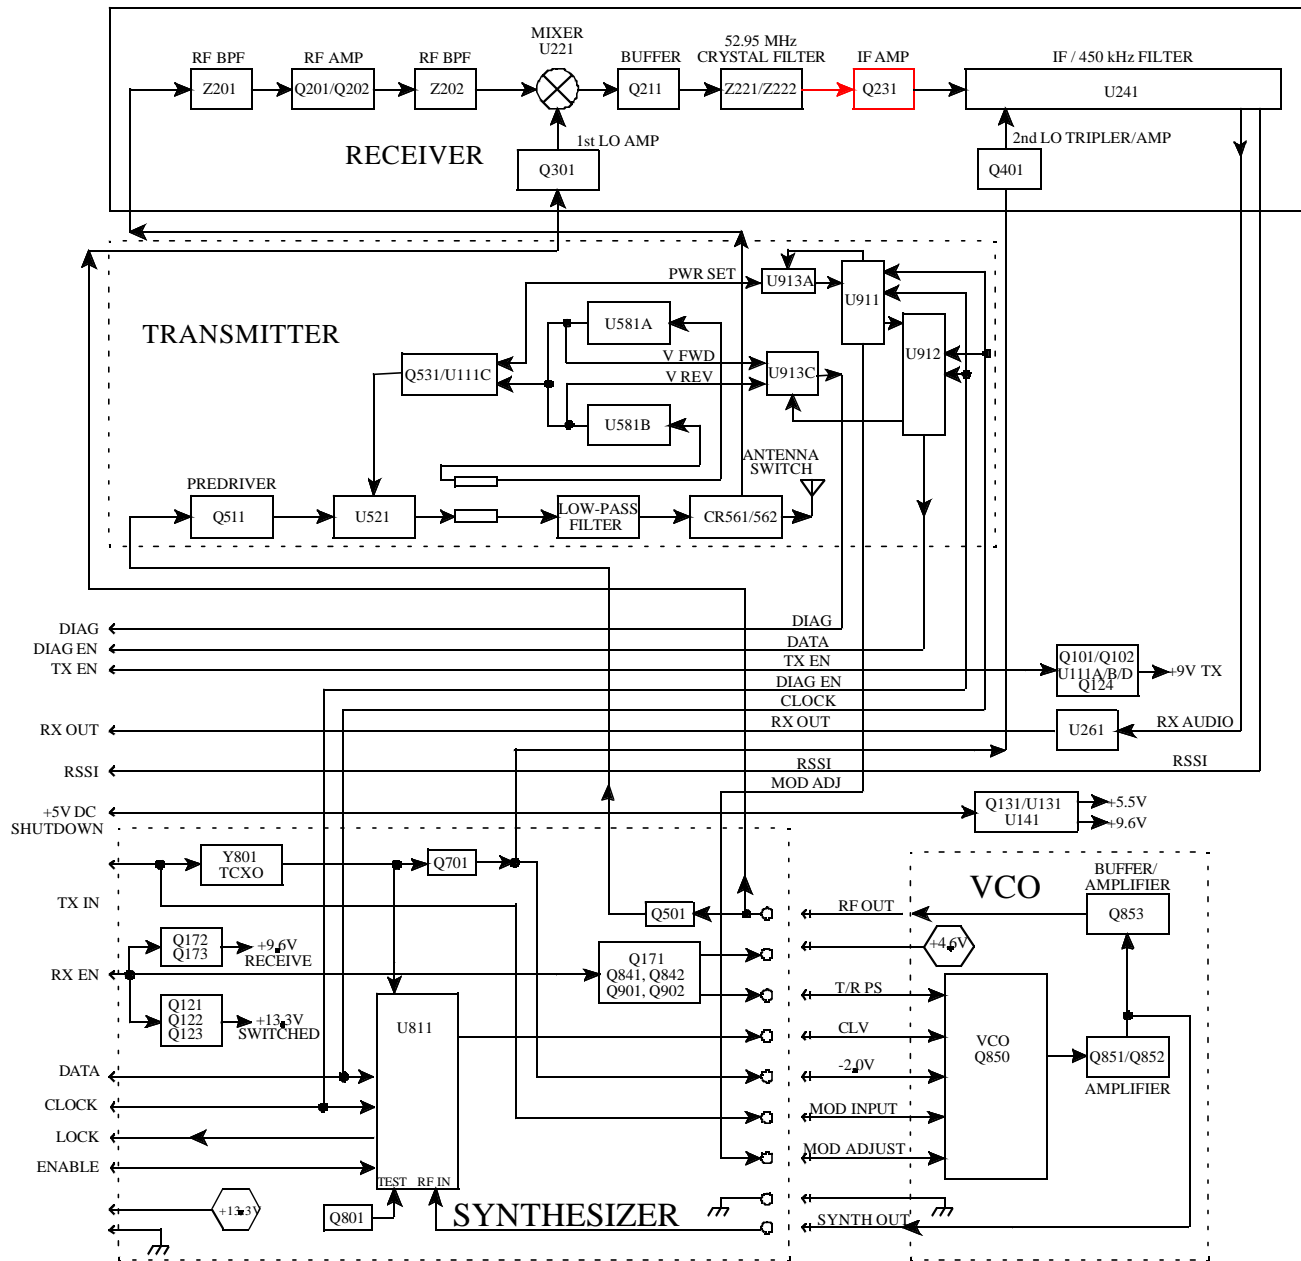 MIXER
U221
52.95 MHz
RF BPF
RF AMP
RF BPF
BUFFER
CRYSTAL FILTER
IF AMP
IF / 450 kHz FILTER
Z201
Q201/Q202
Z202
Q211
Z221/Z222
Q231
U241
RECEIVER
1st LO AMP
2nd LO TRIPLER/AMP
Q301
Q401
PWR SET
U913A
U911
TRANSMITTER
U581A
U912
V FWD
Q531/U111C
U913C
V REV
U581B
ANTENNA
SWITCH
PREDRIVER
Q511
U521
LOW-PASS
FILTER
CR561/562
DIAG
DIAG
DIAG EN
DATA
TX EN
TX EN
Q101/Q102
U111A/B/D
Q124
+9V TX
DIAG EN
CLOCK
RX OUT
RX OUT
U261
RX AUDIO
RSSI
RSSI
RSSI
MOD ADJ
+5V DC
SHUTDOWN
Q131/U131
U141
+5.5V
+9.6V
Y801
TCXO
Q701
VCO
BUFFER/
AMPLIFIER
TX IN
Q501
RF OUT
Q853
Q172
Q173
+9.6V
RECEIVE
+4.6V
RX EN
Q171
Q841, Q842
Q901, Q902
T/R PS
Q121
Q122
Q123
+13.3V
SWITCHED
U811
CLV
VCO
Q850
Q851/Q852
AMPLIFIER
DATA
-2.0V
CLOCK
MOD INPUT
LOCK
MOD ADJUST
ENABLE
TEST
RF IN
+13.3V
Q801
SYNTHESIZER
SYNTH OUT